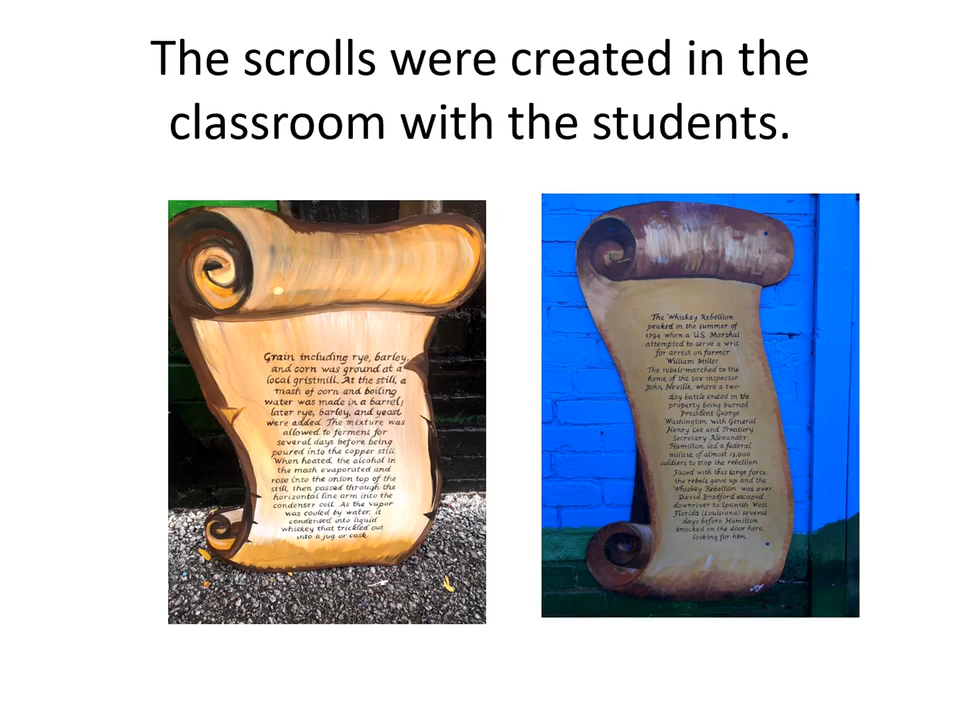 The scrolls were created in the
classroom with the students.
Grain including rye, barley,
and corn was ground at a
local gristmill. At the still, a
mash of corn and boiling
water was made in a barrel;
later rye, barley, and yeast
were added. The mixture was
allowed to ferment for
several days before being
poured into the copper still.
When heated, the alcohol in
the mash evaporated and
rose into the onion top of the
still, then passed through the
horizontal line arm into the
condenser coil. As the vapor
was cooled by water, it
condensed into liquid
whiskey that trickled out
into a jug or cask.
The Whiskey Rebellion
peaked in the summer of
1794 when a U.S. Marshal
attempted to serve a writ
for arrest on farmer
William Miller.
The rebels marched to the
home of the tax inspector
John Neville, where a two-
day battle ended in the
property being burned.
President George
Washington, with General
Henry Lee and Treasury
Secretary Alexander
Hamilton, led a federal
militia of almost 13,000
soldiers to stop the rebellion.
Faced with this large force,
the rebels gave up and the
Whiskey Rebellion was over.
David Bradford escaped
downriver to Spanish West
Florida (Louisiana) several
days before Hamilton
knocked on the door here,
looking for him.